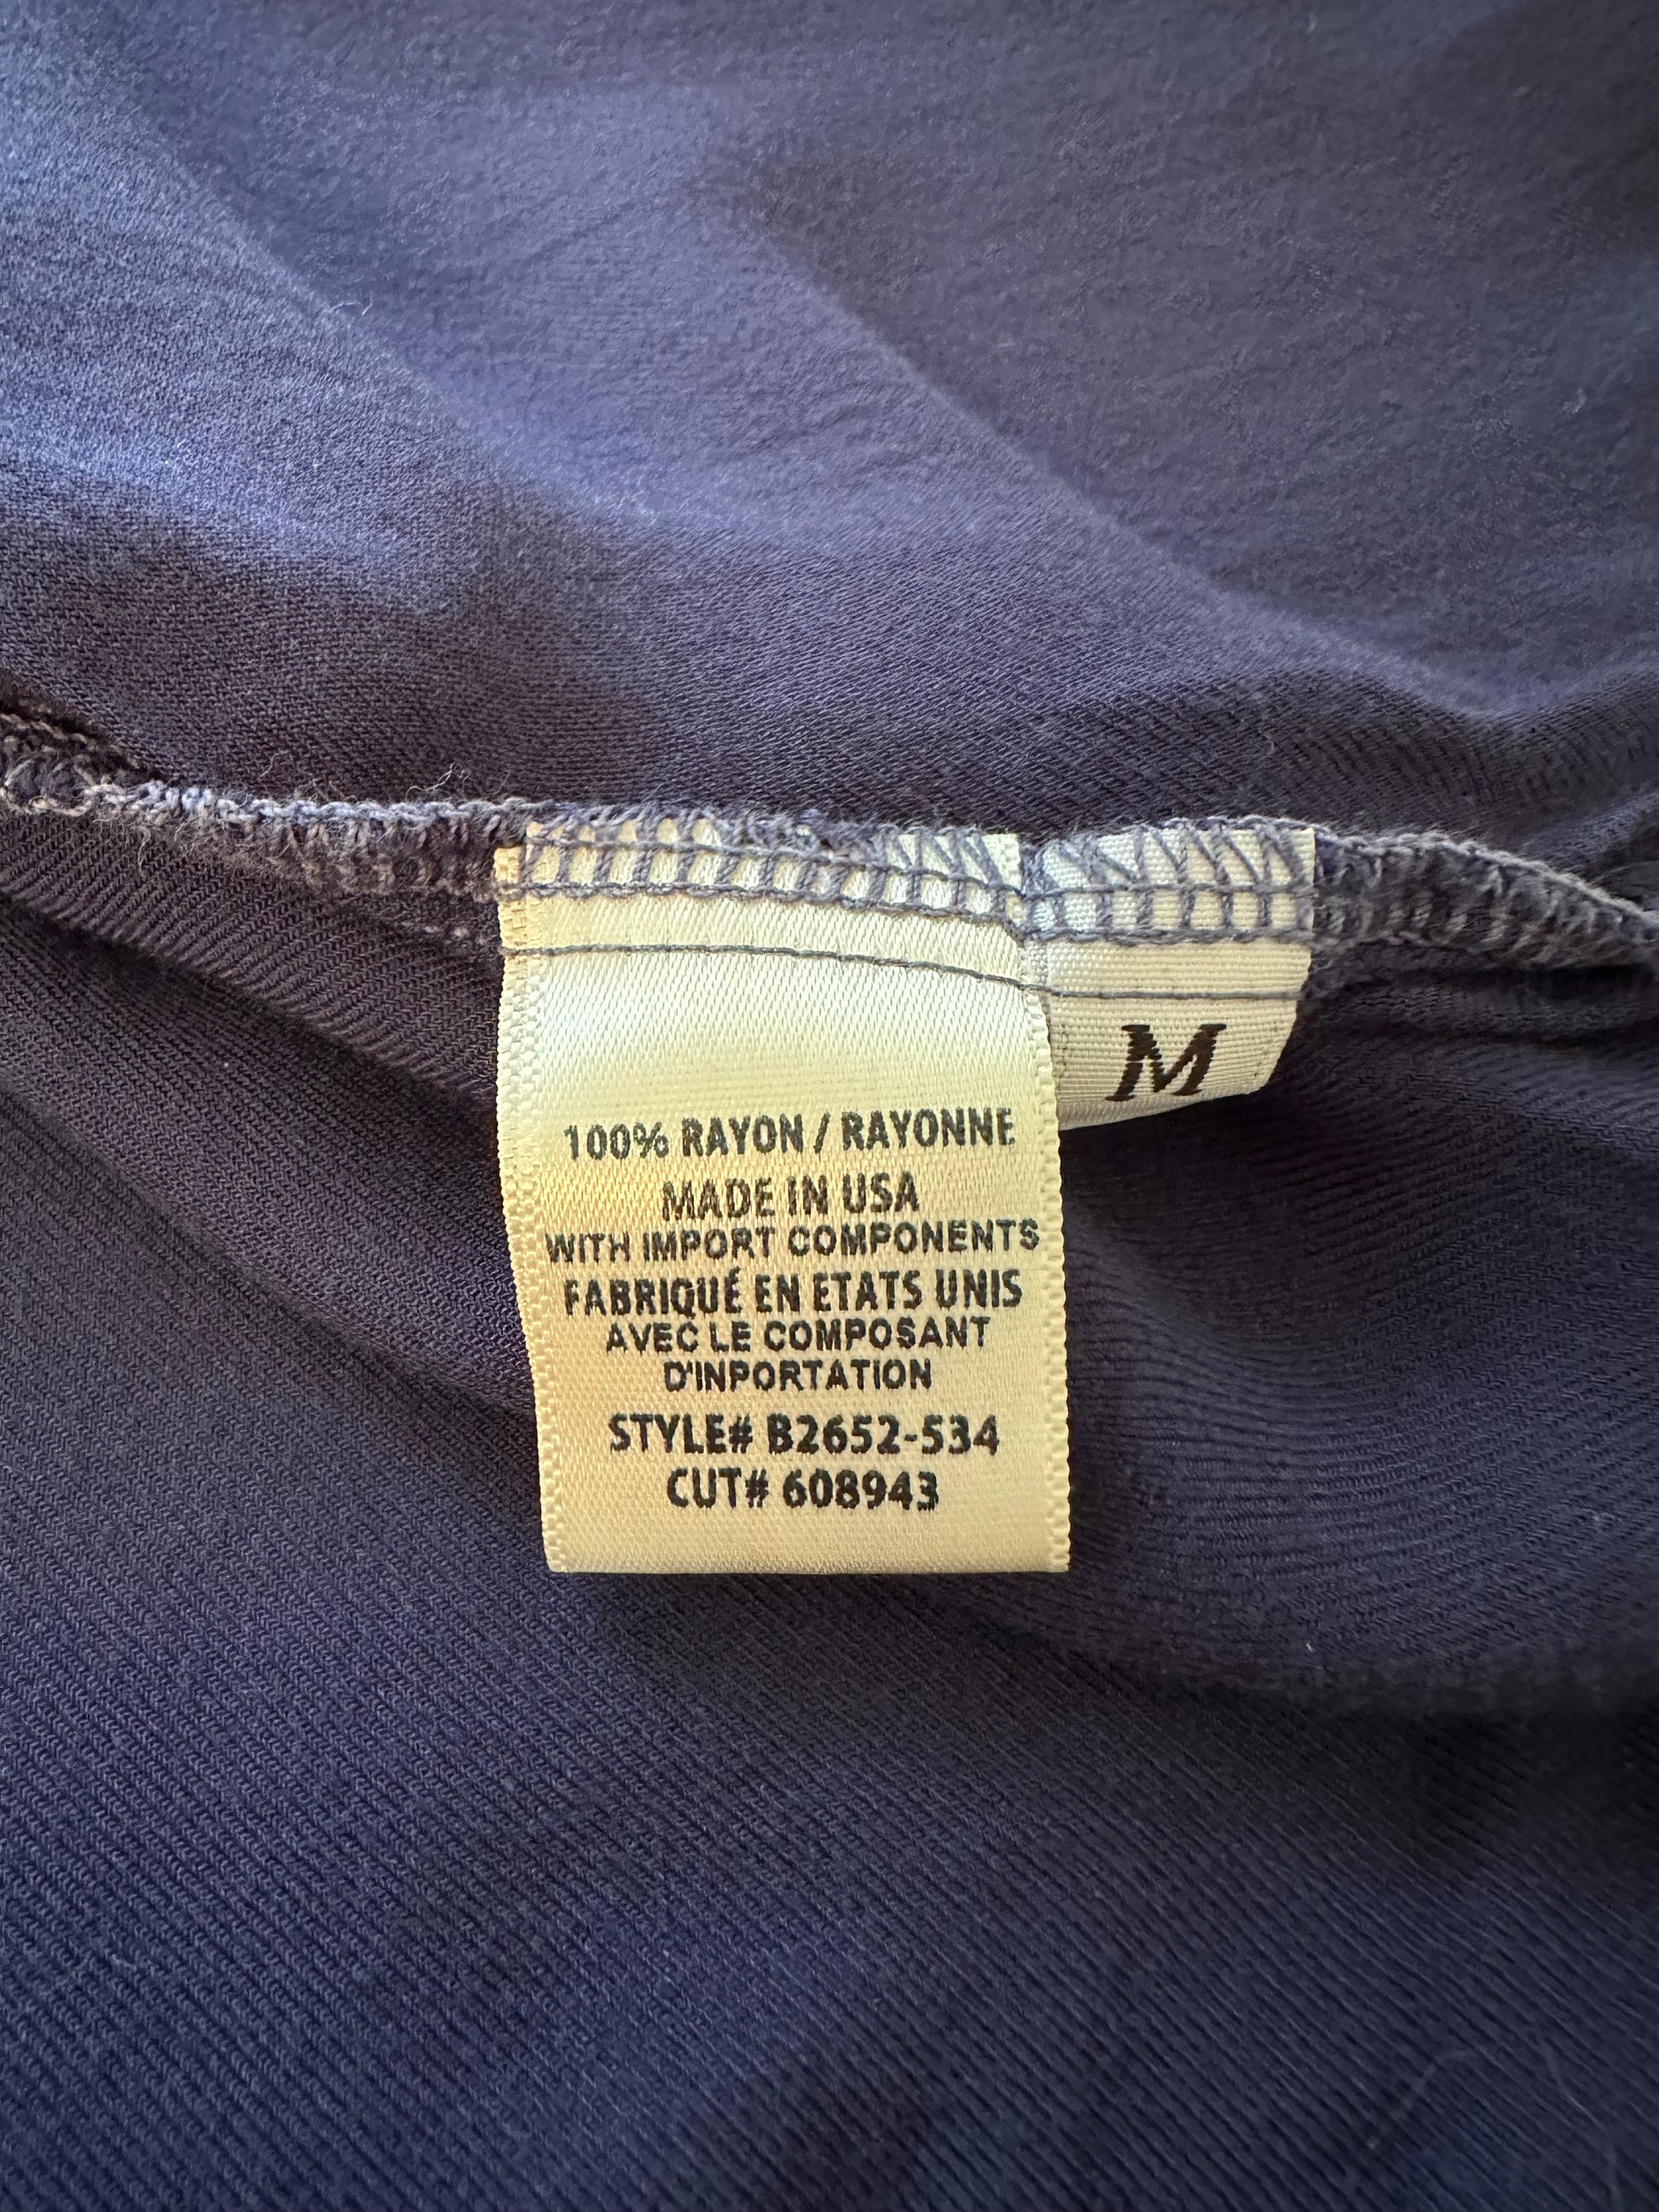 M
100% RAYON / RAYONNE
MADE IN USA
WITH IMPORT COMPONENTS
FABRIQUÉ EN ETATS UNIS
AVEC LE COMPOSANT
D'INPORTATION
STYLE# B2652-534
CUT# 608943